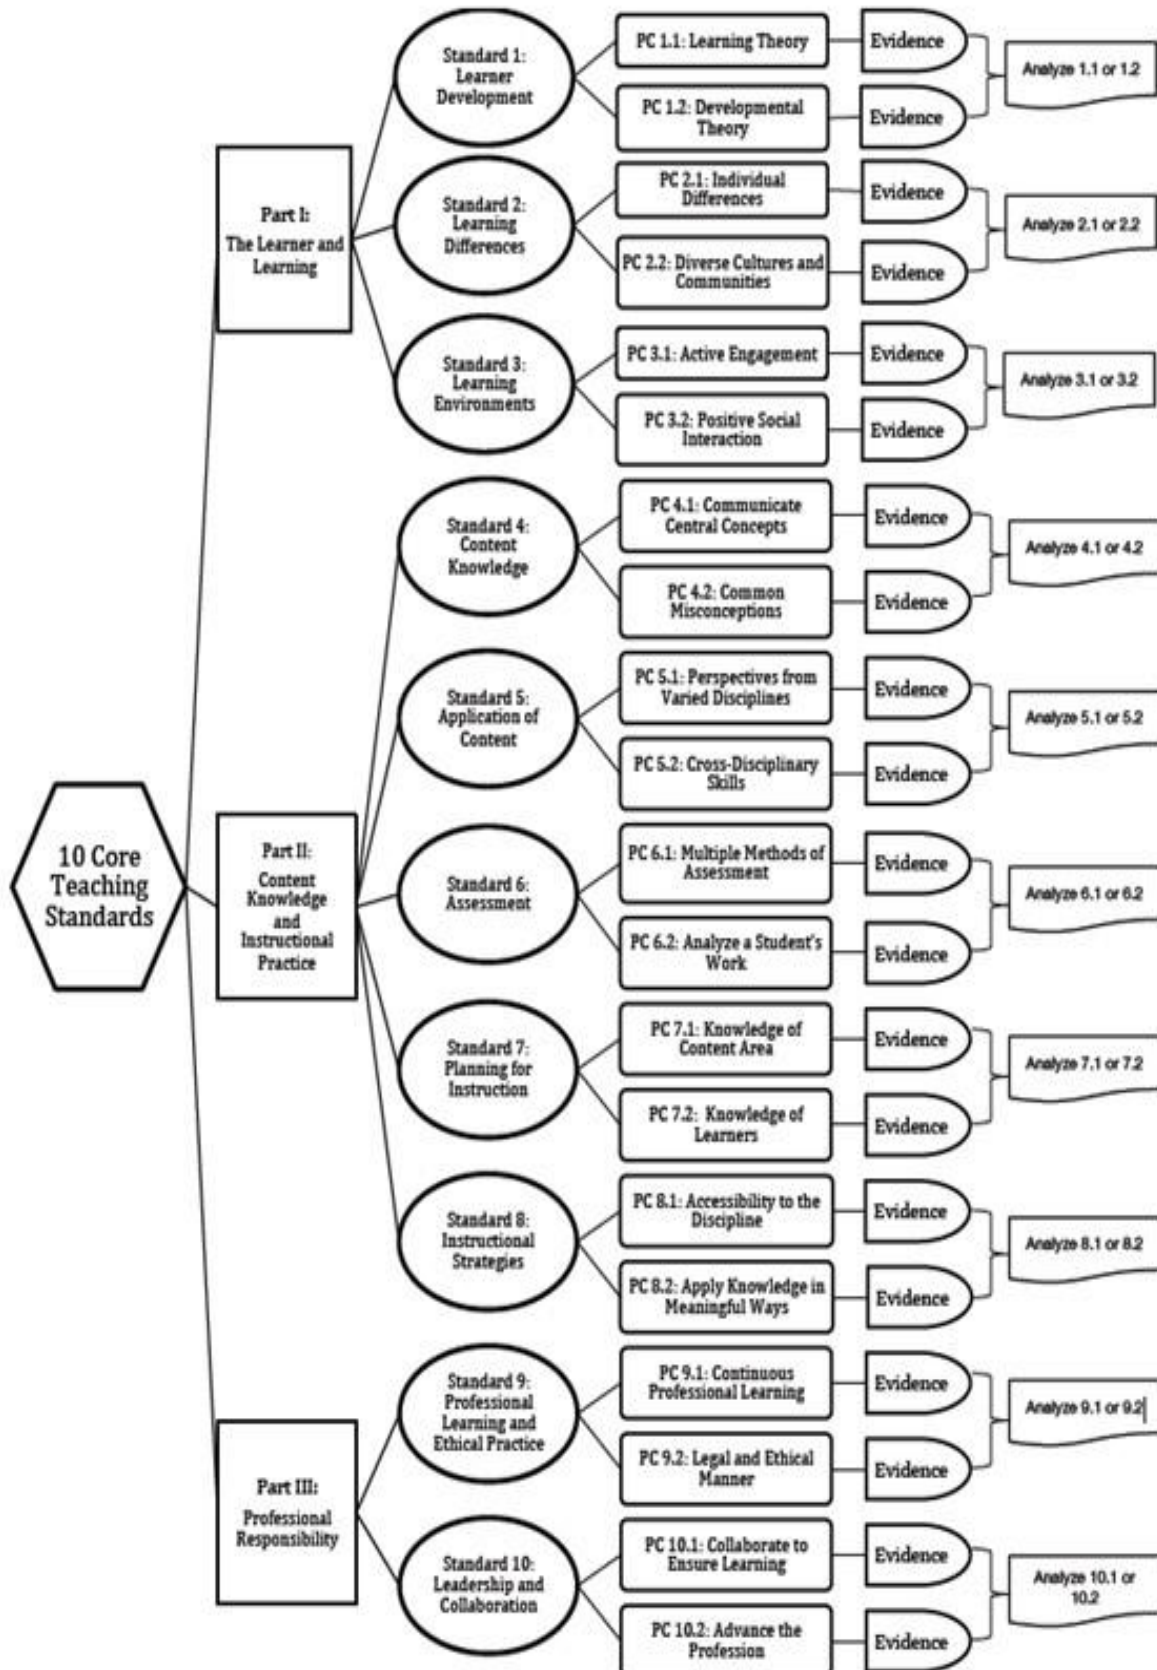 10 Core
Teaching
Standards
Part I:
The Learner and
Learning
Standard 1:
Learner
Development
PC 1.1: Learning Theory
Evidence
PC 1.2: Developmental
Theory
Evidence
Analyze 1.1 or 1.2
Standard 2:
Learning
Differences
PC 2.1: Individual
Differences
Evidence
PC 2.2: Diverse Cultures and
Communities
Evidence
Analyze 2.1 or 2.2
Standard 3:
Learning
Environments
PC 3.1: Active Engagement
Evidence
PC 3.2: Positive Social
Interaction
Evidence
Analyze 3.1 or 3.2
Part II:
Content
Knowledge
and
Instructional
Practice
Standard 4:
Content
Knowledge
PC 4.1: Communicate
Central Concepts
Evidence
PC 4.2: Common
Misconceptions
Evidence
Analyze 4.1 or 4.2
Standard 5:
Application of
Content
PC 5.1: Perspectives from
Varied Disciplines
Evidence
PC 5.2: Cross-Disciplinary
Skills
Evidence
Analyze 5.1 or 5.2
Standard 6:
Assessment
PC 6.1: Multiple Methods of
Assessment
Evidence
PC 6.2: Analyze a Student's
Work
Evidence
Analyze 6.1 or 6.2
Standard 7:
Planning for
Instruction
PC 7.1: Knowledge of
Content Area
Evidence
PC 7.2: Knowledge of
Learners
Evidence
Analyze 7.1 or 7.2
Standard 8:
Instructional
Strategies
PC 8.1: Accessibility to the
Discipline
Evidence
PC 8.2: Apply Knowledge in
Meaningful Ways
Evidence
Analyze 8.1 or 8.2
Part III:
Professional
Responsibility
Standard 9:
Professional
Learning and
Ethical Practice
PC 9.1: Continuous
Professional Learning
Evidence
PC 9.2: Legal and Ethical
Manner
Evidence
Analyze 9.1 or 9.2
Standard 10:
Leadership and
Collaboration
PC 10.1: Collaborate to
Ensure Learning
Evidence
PC 10.2: Advance the
Profession
Evidence
Analyze 10.1 or
10.2